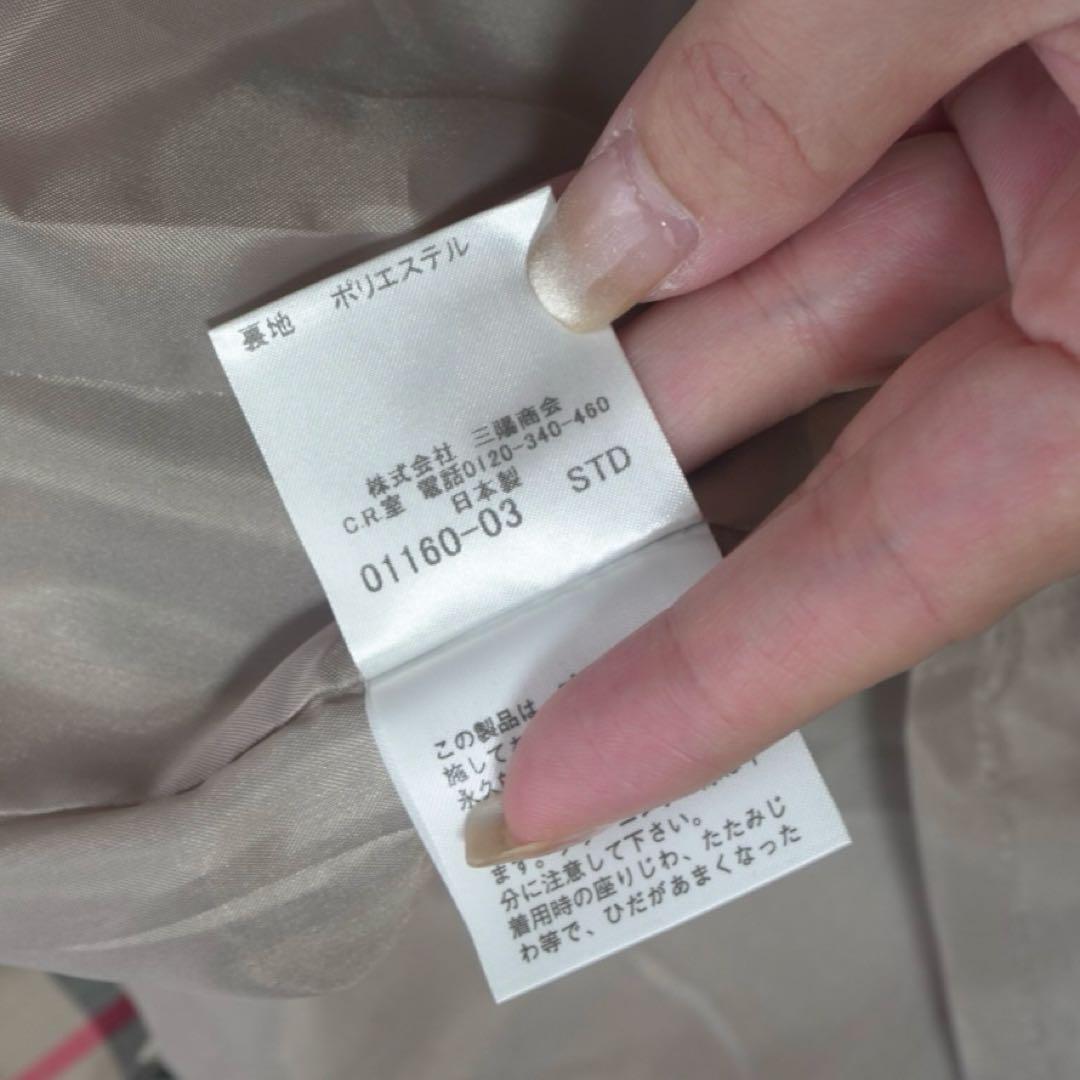 裏地 ポリエステル
株式会社 三陽商会
C.R.室 電話0120-340-460
日本製 STD
01160-03
この製品は
施して
永久
ます。
分に注意して下さい。
着用時の座りじわ、たたみじ
わ等で、ひだがあまくなった